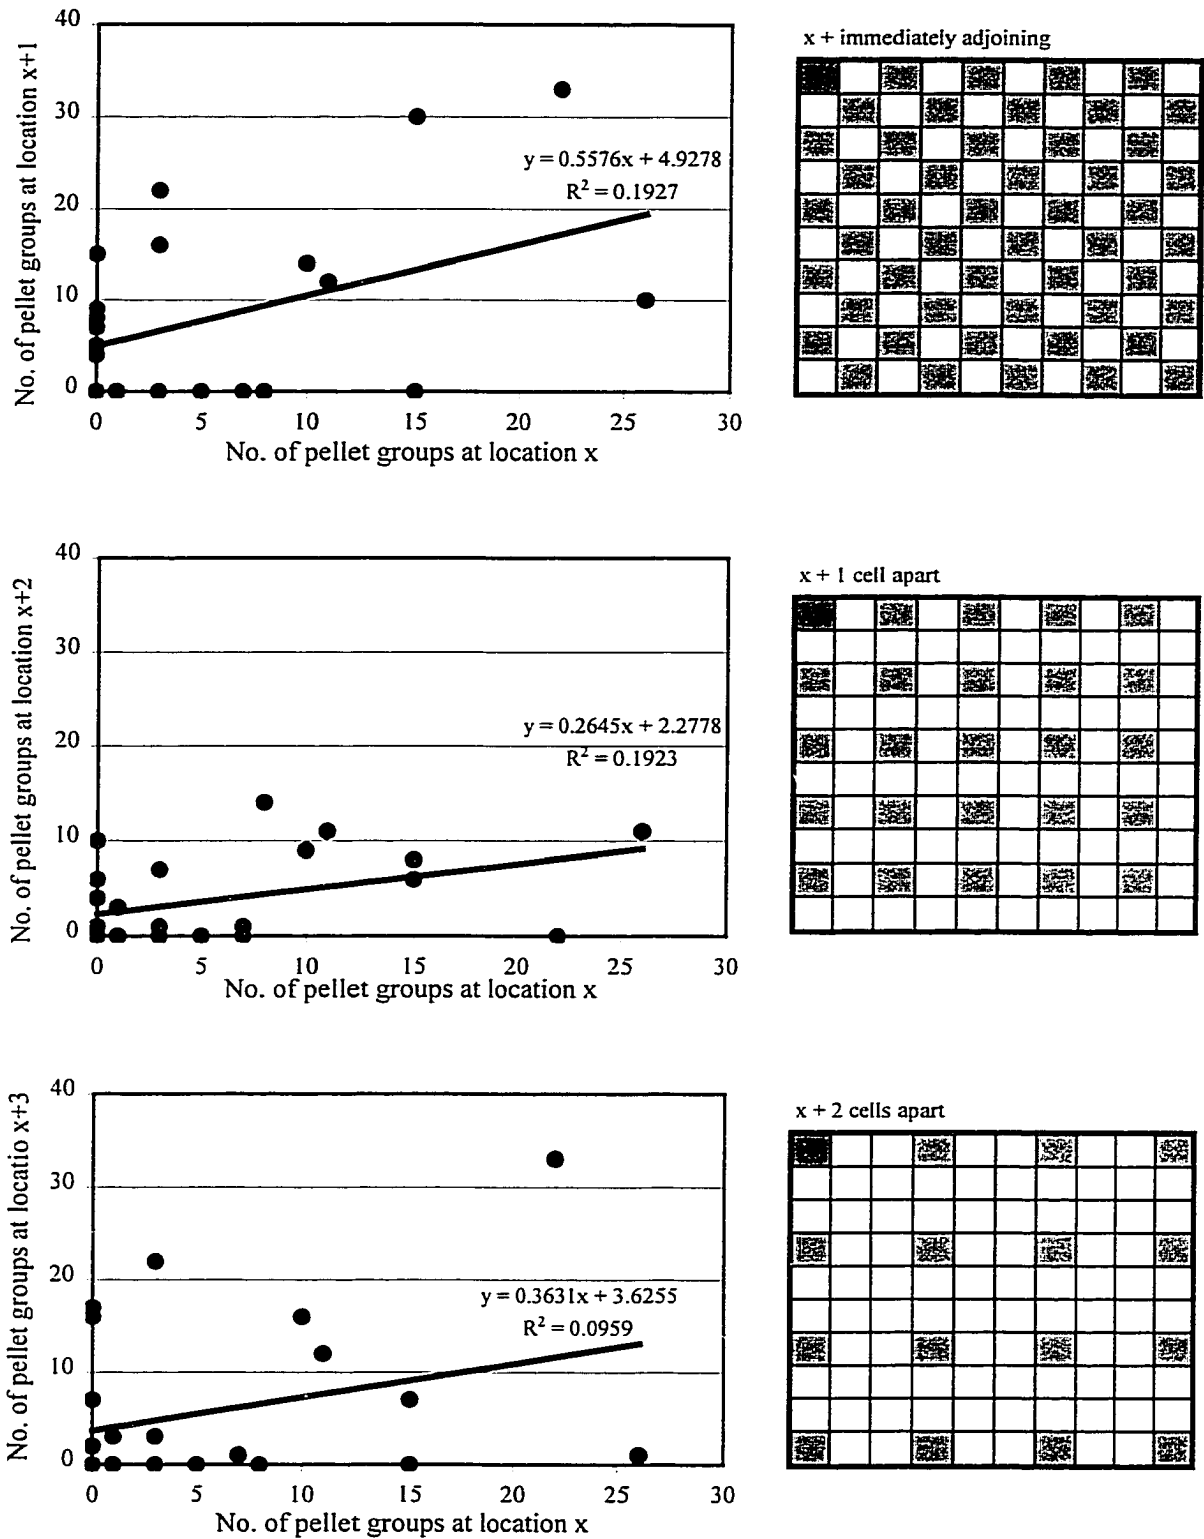 No. of pellet groups at location x+1
40
30
20
10
0
y = 0.5576x + 4.9278
R² = 0.1927
0 5 10 15 20 25 30
No. of pellet groups at location x
x + immediately adjoining
No. of pellet groups at location x+2
40
30
20
10
0
y = 0.2645x + 2.2778
R² = 0.1923
0 5 10 15 20 25 30
No. of pellet groups at location x
x + 1 cell apart
No. of pellet groups at locatio x+3
40
30
20
10
0
y = 0.3631x + 3.6255
R² = 0.0959
0 5 10 15 20 25 30
No. of pellet groups at location x
x + 2 cells apart